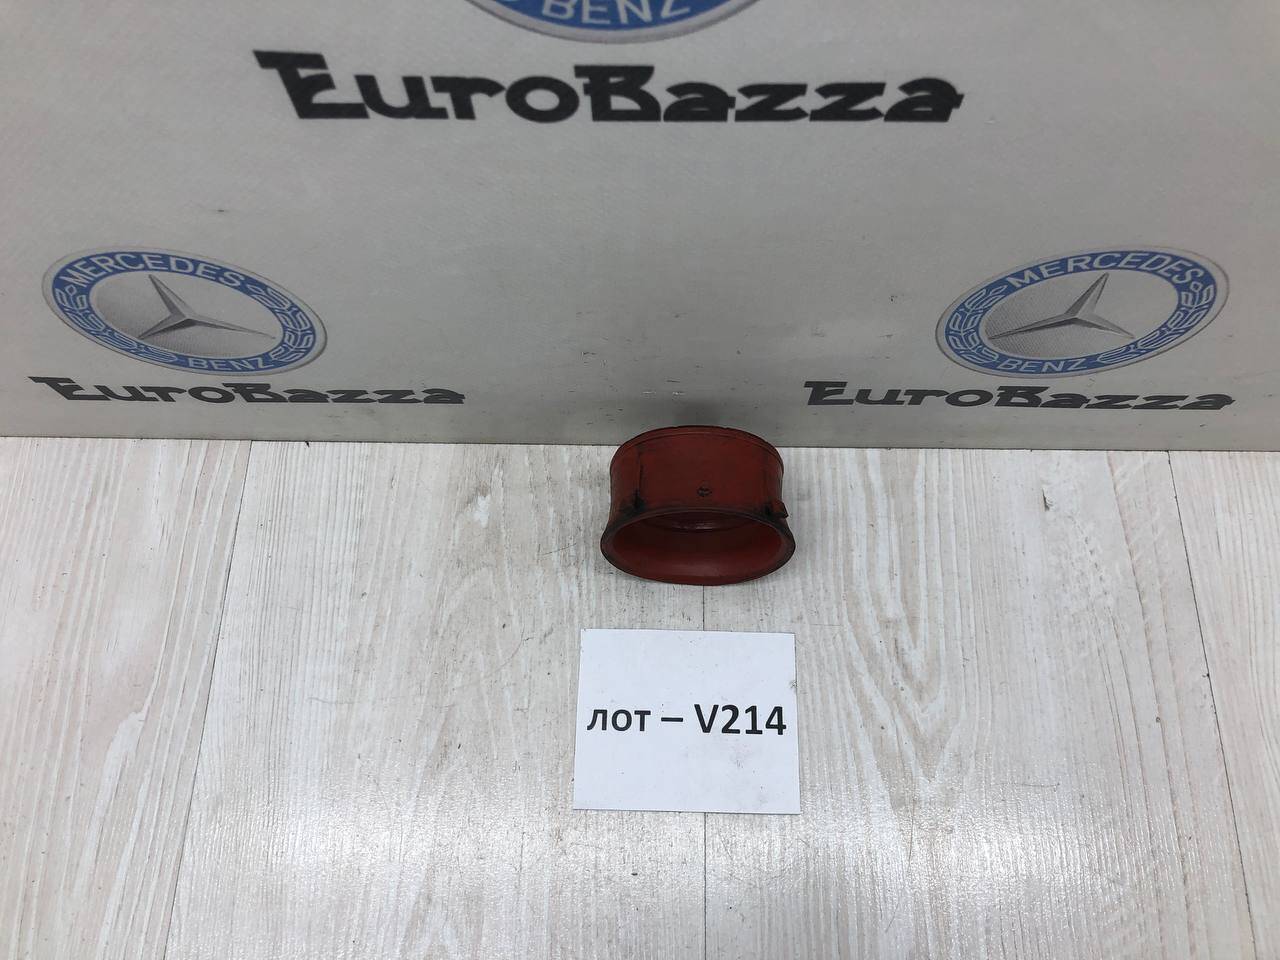 BENZ
EuroBazza
MERCEDES
BENZ
EuroBazza
MERCEDES
BENZ
EuroBazza
лот – V214